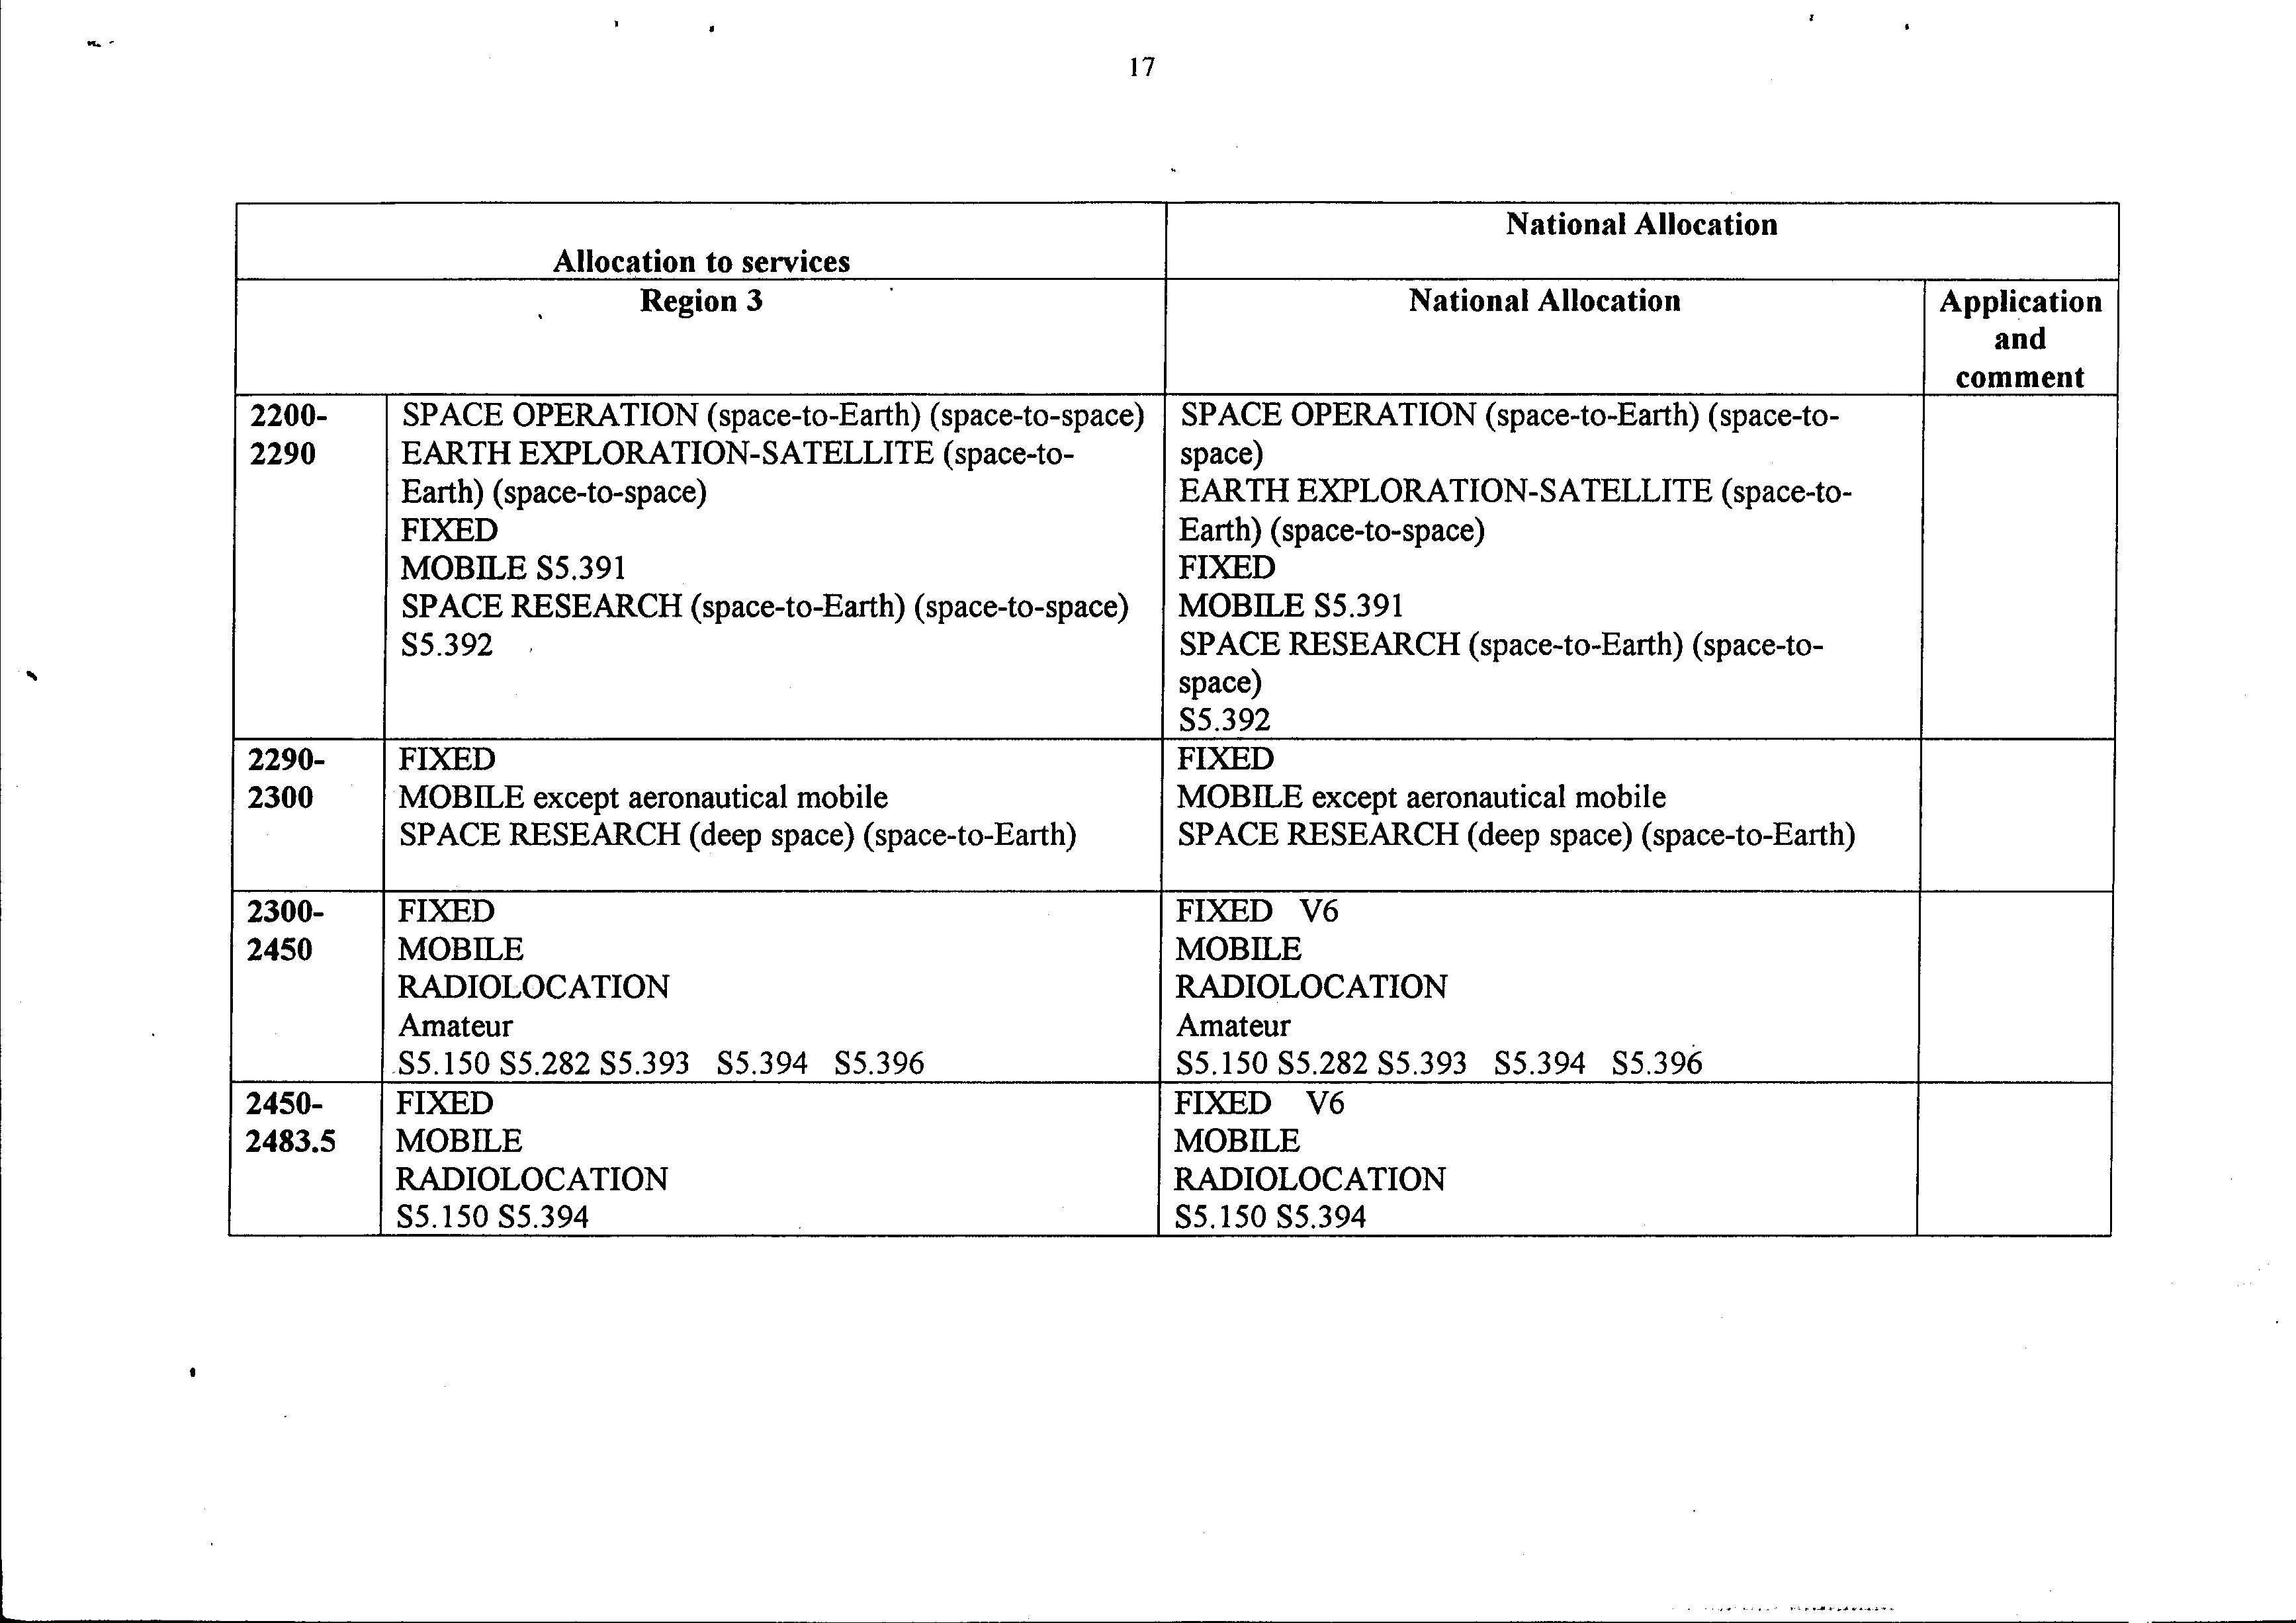 17
National Allocation
Allocation to services
Region 3
National Allocation
Application
and
comment
2200-
2290
SPACE OPERATION (space-to-Earth) (space-to-space)
EARTH EXPLORATION-SATELLITE (space-to-
Earth) (space-to-space)
FIXED
MOBILE S5.391
SPACE RESEARCH (space-to-Earth) (space-to-space)
S5.392
SPACE OPERATION (space-to-Earth) (space-to-
space)
EARTH EXPLORATION-SATELLITE (space-to-
Earth) (space-to-space)
FIXED
MOBILE S5.391
SPACE RESEARCH (space-to-Earth) (space-to-
space)
S5.392
2290-
2300
FIXED
MOBILE except aeronautical mobile
SPACE RESEARCH (deep space) (space-to-Earth)
FIXED
MOBILE except aeronautical mobile
SPACE RESEARCH (deep space) (space-to-Earth)
2300-
2450
FIXED
MOBILE
RADIOLOCATION
Amateur
S5.150 S5.282 S5.393 S5.394 S5.396
FIXED V6
MOBILE
RADIOLOCATION
Amateur
S5.150 S5.282 S5.393 S5.394 S5.396
2450-
2483.5
FIXED
MOBILE
RADIOLOCATION
S5.150 S5.394
FIXED V6
MOBILE
RADIOLOCATION
S5.150 S5.394